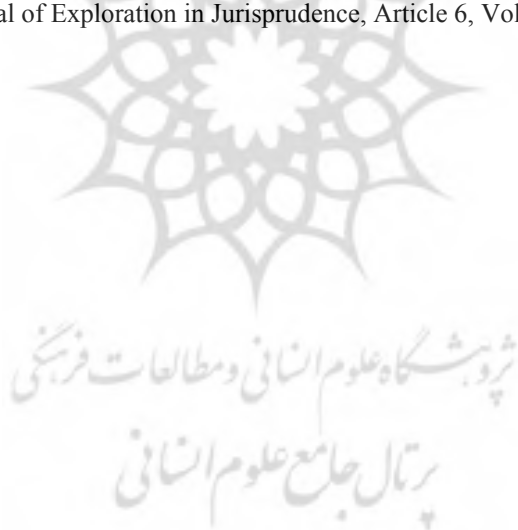 al of Exploration in Jurisprudence, Article 6, Vol
پژوهشگاه علوم انسانی و مطالعات فرهنگی
پرتال جامع علوم انسانی